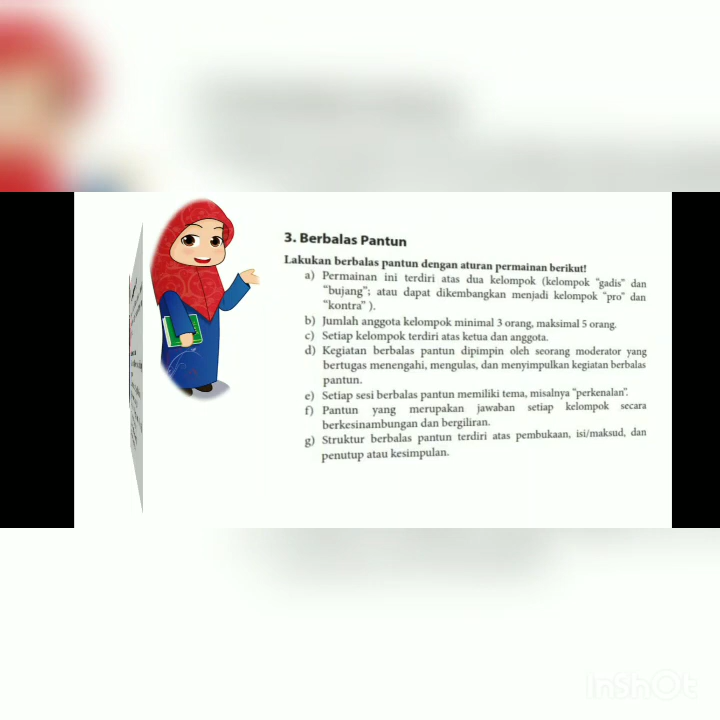 3. Berbalas Pantun
Lakukan berbalas pantun dengan aturan permainan berikut!
a) Permainan ini terdiri atas dua kelompok (kelompok "gadis" dan
"bujang"; atau dapat dikembangkan menjadi kelompok "pro" dan
"kontra" ).
b) Jumlah anggota kelompok minimal 3 orang, maksimal 5 orang.
c) Setiap kelompok terdiri atas ketua dan anggota.
d) Kegiatan berbalas pantun dipimpin oleh seorang moderator yang
bertugas menengahi, mengulas, dan menyimpulkan kegiatan berbalas
pantun.
e) Setiap sesi berbalas pantun memiliki tema, misalnya "perkenalan".
f) Pantun yang merupakan jawaban setiap kelompok secara
berkesinambungan dan bergiliran.
g) Struktur berbalas pantun terdiri atas pembukaan, isi/maksud, dan
penutup atau kesimpulan.
InShOt